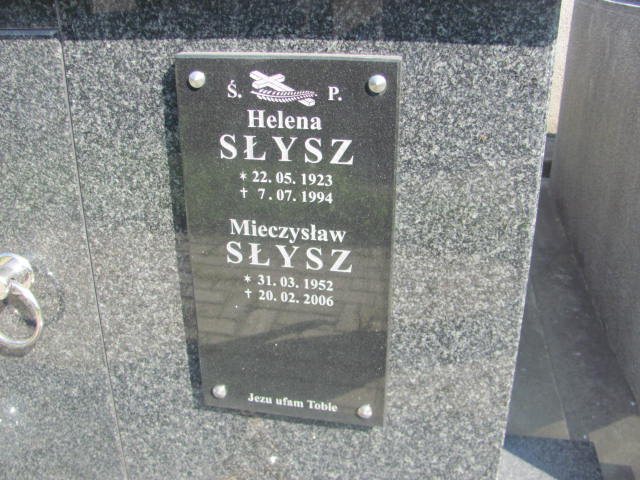 Ś. P.
Helena
SŁYSZ
* 22. 05. 1923
† 7. 07. 1994
Mieczysław
SŁYSZ
* 31. 03. 1952
† 20. 02. 2006
Jezu ufam Tobie